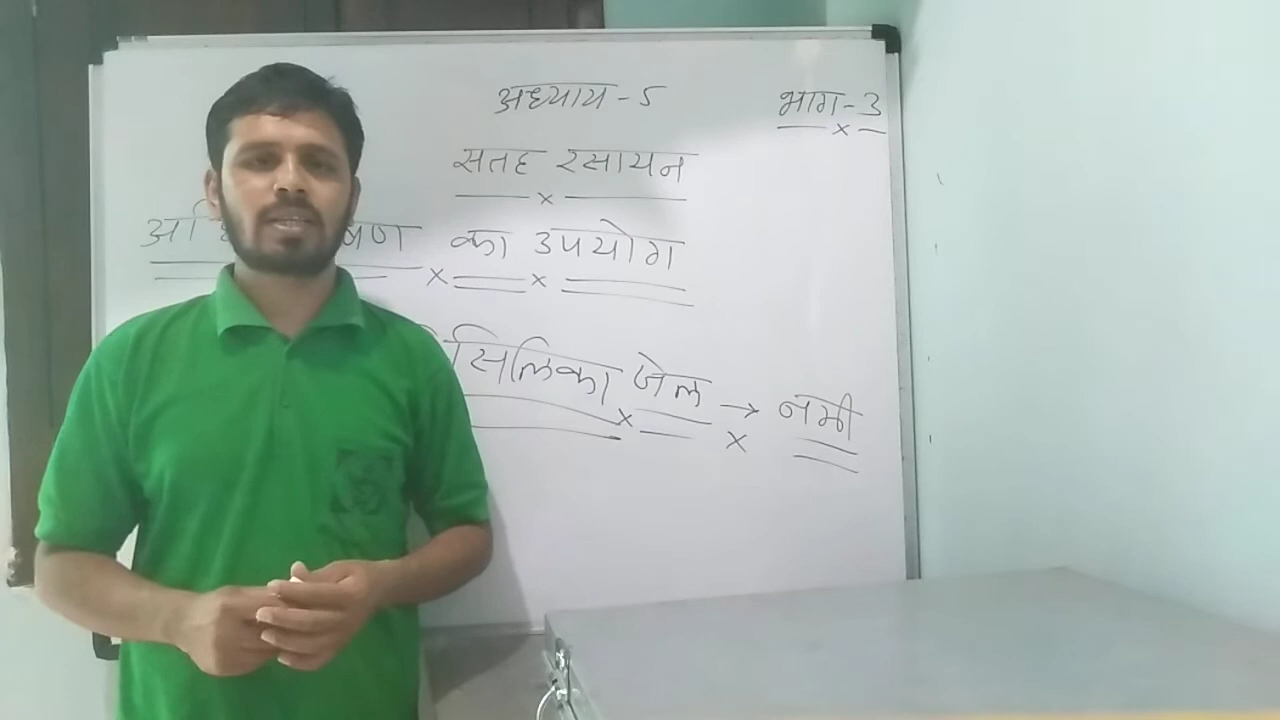 अध्याय - 5
भाग - 3
सतह रसायन
का उपयोग
सिलिका जेल → नमी